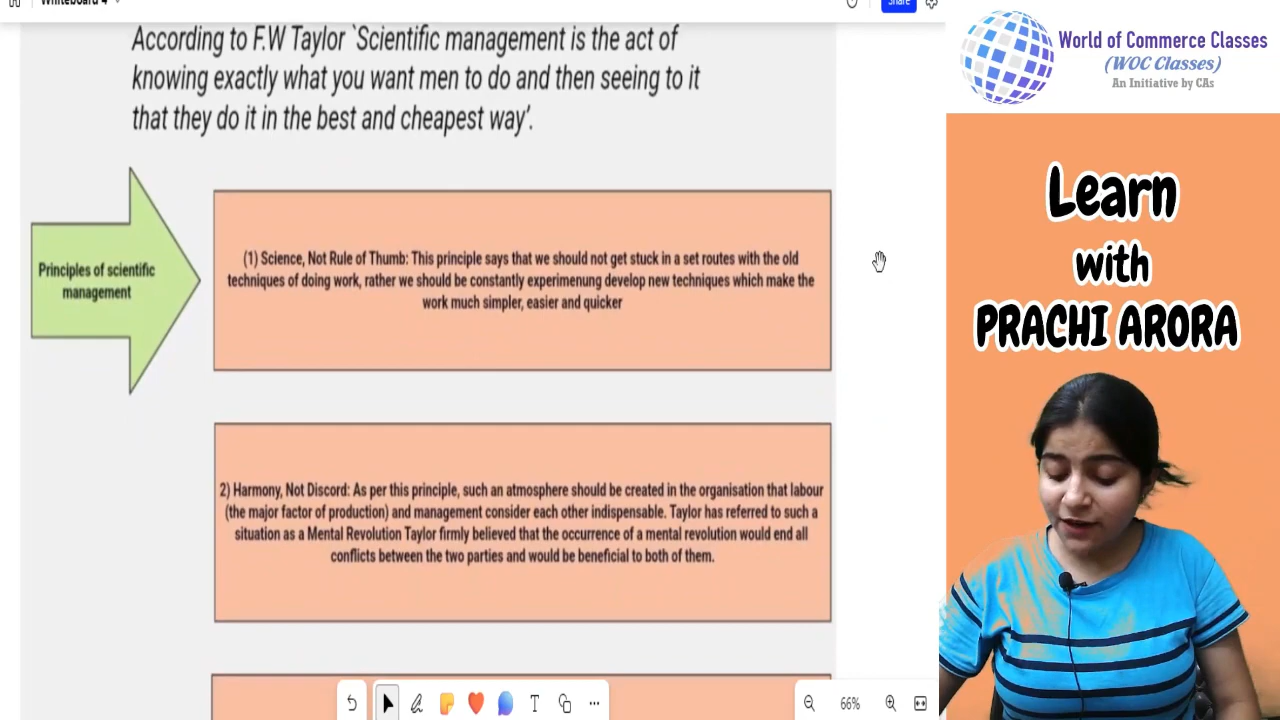 Whiteboard 4
Share
According to F.W Taylor `Scientific management is the act of
knowing exactly what you want men to do and then seeing to it
that they do it in the best and cheapest way’.
Principles of scientific
management
(1) Science, Not Rule of Thumb: This principle says that we should not get stuck in a set routes with the old
techniques of doing work, rather we should be constantly experimenung develop new techniques which make the
work much simpler, easier and quicker
2) Harmony, Not Discord: As per this principle, such an atmosphere should be created in the organisation that labour
(the major factor of production) and management consider each other indispensable. Taylor has referred to such a
situation as a Mental Revolution Taylor firmly believed that the occurrence of a mental revolution would end all
conflicts between the two parties and would be beneficial to both of them.
66%
World of Commerce Classes
(WOC Classes)
An Initiative by CAs
Learn
with
PRACHI ARORA